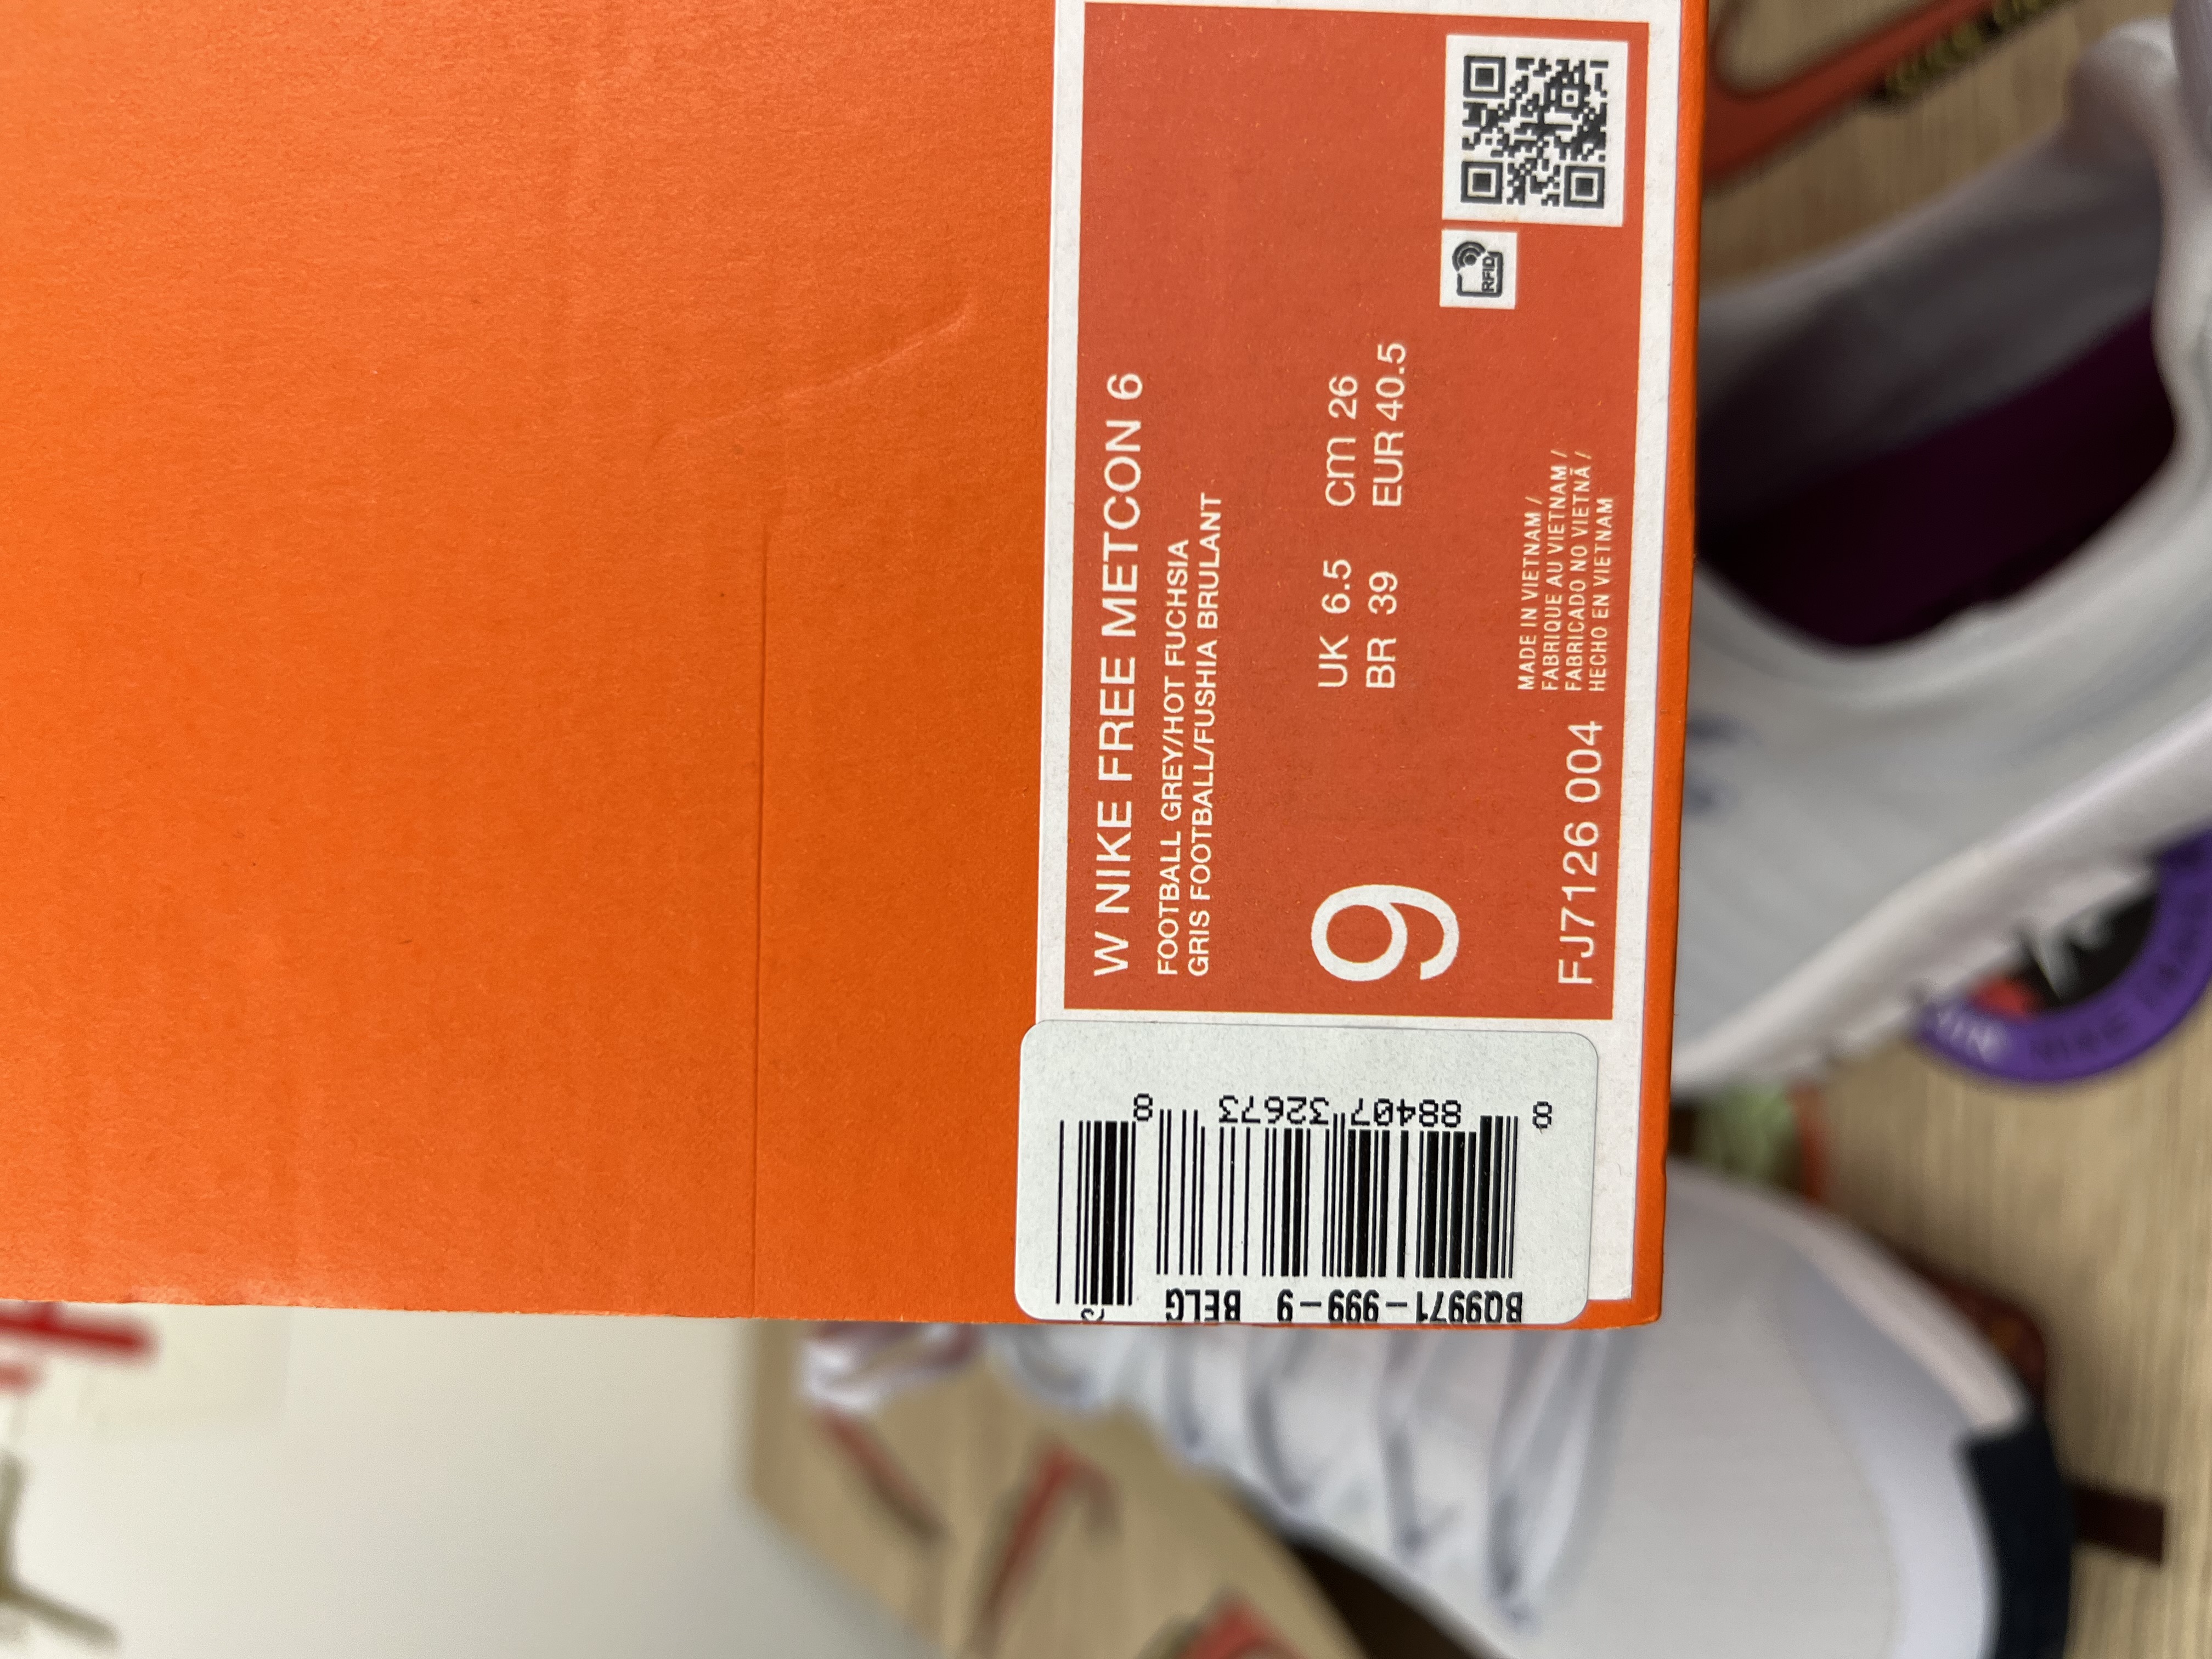 W NIKE FREE METCON 6
FOOTBALL GREY/HOT FUCHSIA
GRIS FOOTBALL/FUSHIA BRULANT
9
UK 6.5 cm 26
BR 39 EUR 40.5
RFID
FJ7126 004
MADE IN VIETNAM /
FABRIQUE AU VIETNAM /
FABRICADO NO VIETNÃ /
HECHO EN VIETNAM
BQ9971-999-9 BELG
8 88407 32673 8